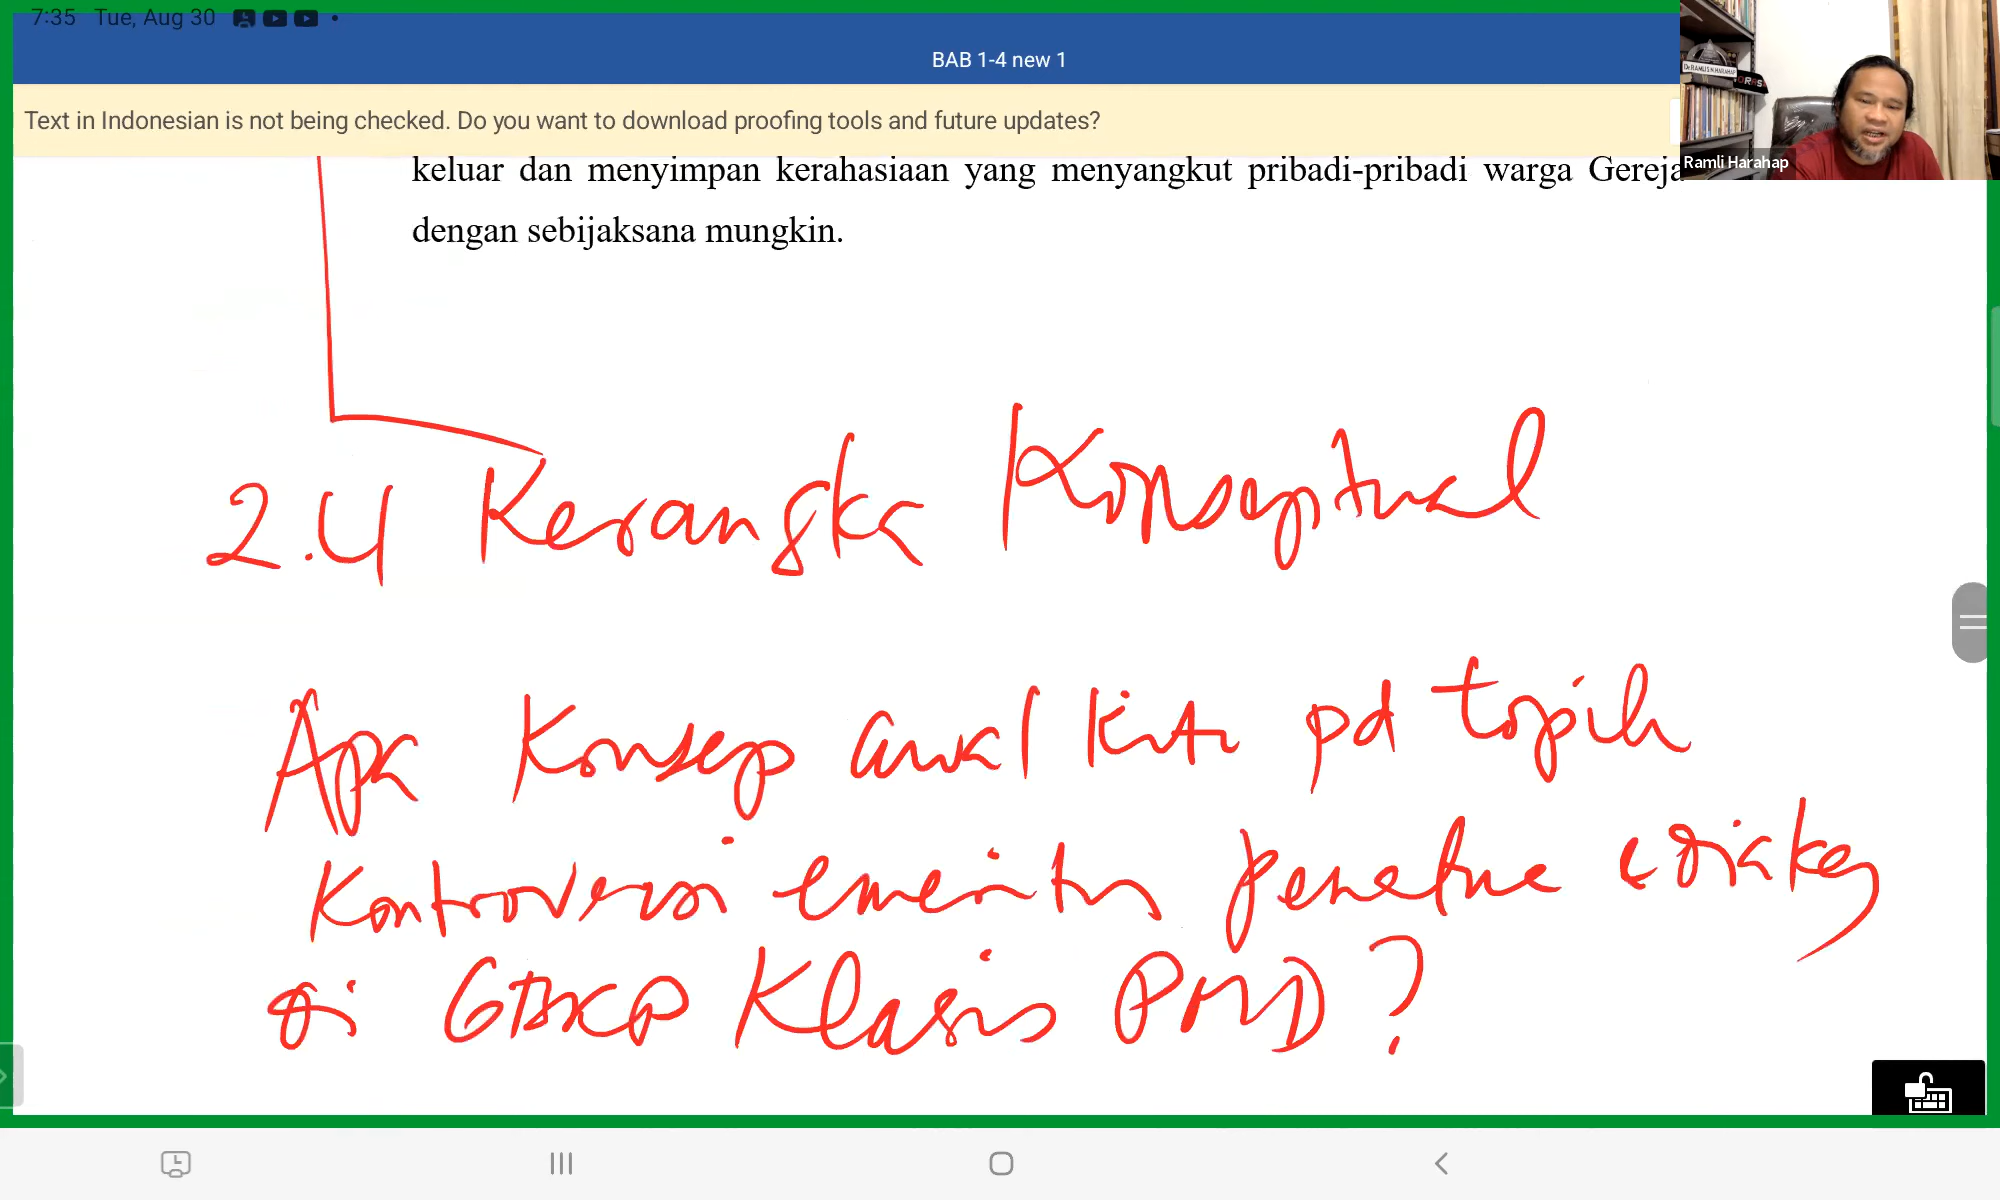 7:35 Tue, Aug 30
BAB 1-4 new 1
Text in Indonesian is not being checked. Do you want to download proofing tools and future updates?
Ramli Harahap
keluar dan menyimpan kerahasiaan yang menyangkut pribadi-pribadi warga Gereja
dengan sebijaksana mungkin.
2.4 Kerangka Konseptual
Apa Konsep awal kita pd topik
Kontroversi emeritus penatua
di GBKP Klasis ?